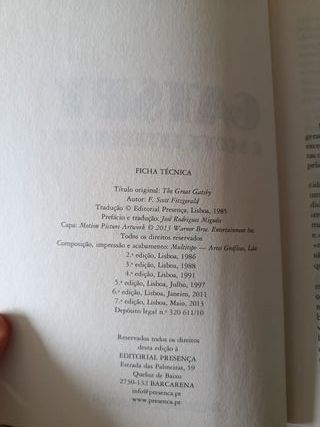 FICHA TÉCNICA
Título original: The Great Gatsby
Autor: F. Scott Fitzgerald
Tradução © Editorial Presença, Lisboa, 1985
Prefácio e tradução: José Rodrigues Miguéis
Capa: Motion Picture Artwork © 2013 Warner Bros. Entertainment Inc.
Todos os direitos reservados
Composição, impressão e acabamento: Multitipo — Artes Gráficas, Lda.
2.ª edição, Lisboa, 1986
3.ª edição, Lisboa, 1988
4.ª edição, Lisboa, 1991
5.ª edição, Lisboa, Julho, 1997
6.ª edição, Lisboa, Janeiro, 2011
7.ª edição, Lisboa, Maio, 2013
Depósito legal n.º 320 611/10
Reservados todos os direitos
desta edição à
EDITORIAL PRESENÇA
Estrada das Palmeiras, 59
Queluz de Baixo
2730-132 BARCARENA
info@presenca.pt
www.presenca.pt